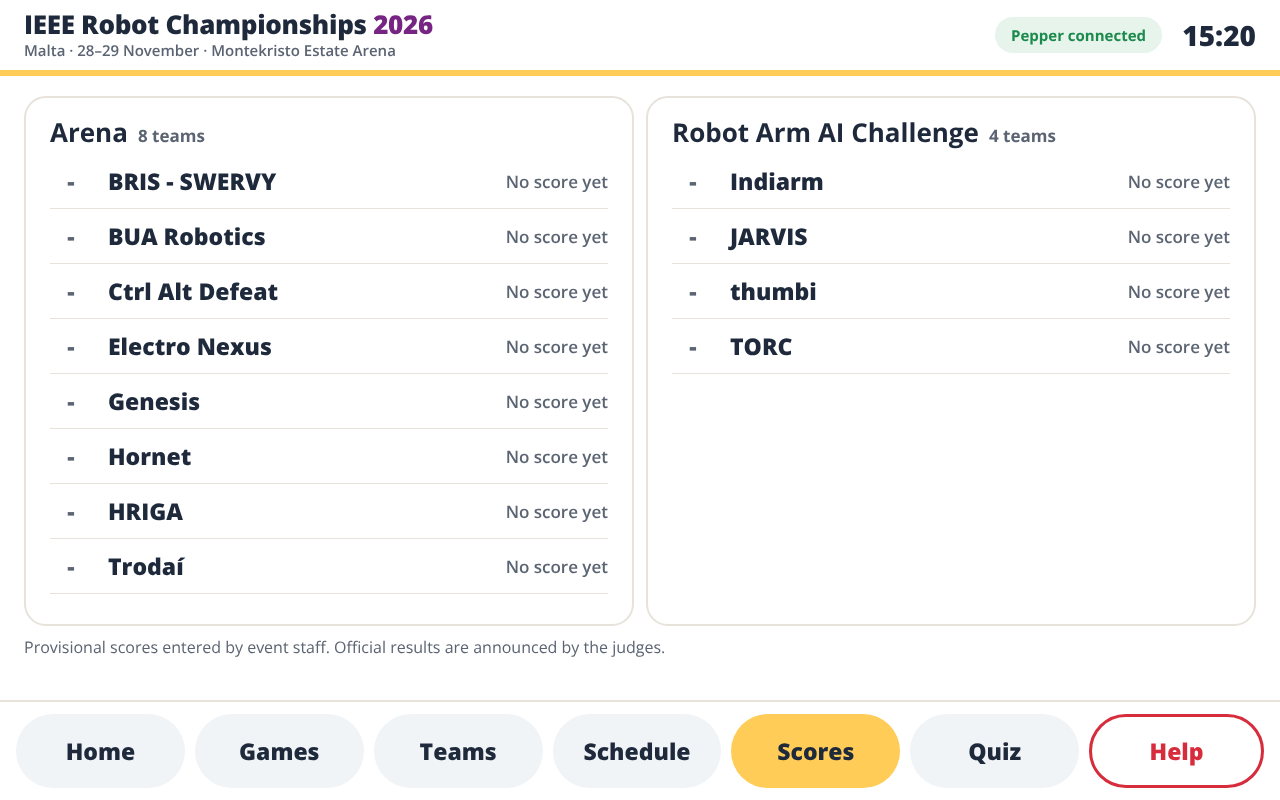 IEEE Robot Championships 2026
Malta · 28–29 November · Montekristo Estate Arena
Pepper connected
15:20
Arena 8 teams
- BRIS - SWERVY No score yet
- BUA Robotics No score yet
- Ctrl Alt Defeat No score yet
- Electro Nexus No score yet
- Genesis No score yet
- Hornet No score yet
- HRIGA No score yet
- Trodaí No score yet
Robot Arm AI Challenge 4 teams
- Indiarm No score yet
- JARVIS No score yet
- thumbi No score yet
- TORC No score yet
Provisional scores entered by event staff. Official results are announced by the judges.
Home Games Teams Schedule Scores Quiz Help